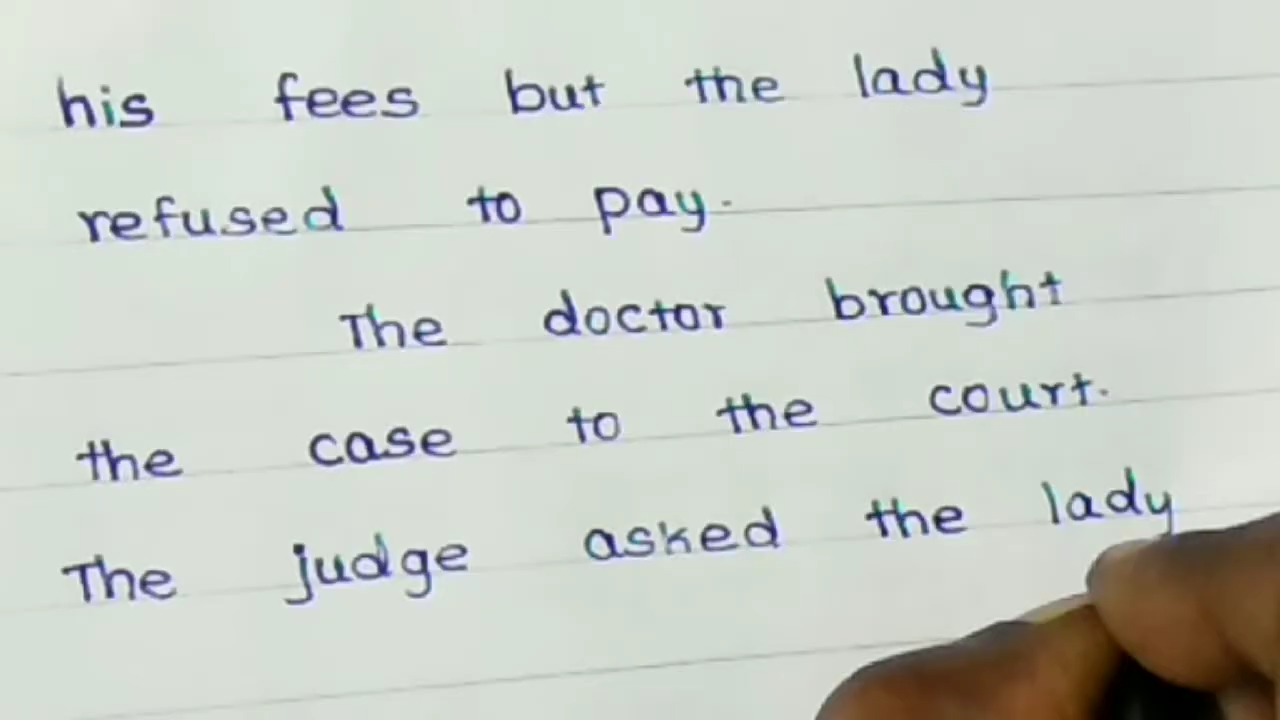 his fees but the lady
refused to pay.
The doctor brought
the case to the court.
The judge asked the lady